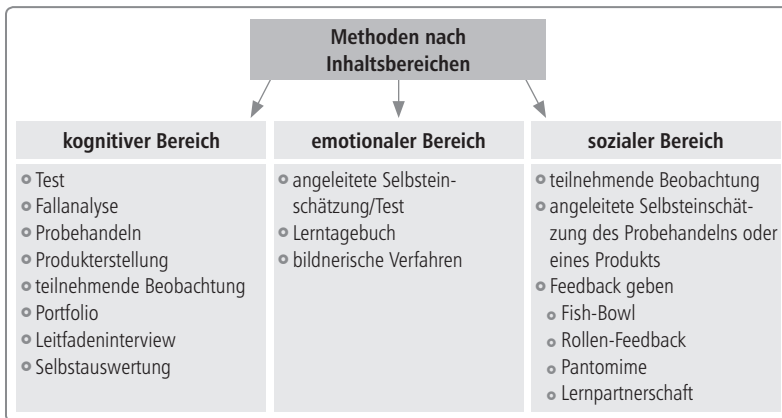 Methoden nach
Inhaltsbereichen
kognitiver Bereich
Test
Fallanalyse
Probehandeln
Produkterstellung
teilnehmende Beobachtung
Portfolio
Leitfadeninterview
Selbstauswertung
emotionaler Bereich
angeleitete Selbstein-
schätzung/Test
Lerntagebuch
bildnerische Verfahren
sozialer Bereich
teilnehmende Beobachtung
angeleitete Selbsteinschät-
zung des Probehandelns oder
eines Produkts
Feedback geben
Fish-Bowl
Rollen-Feedback
Pantomime
Lernpartnerschaft